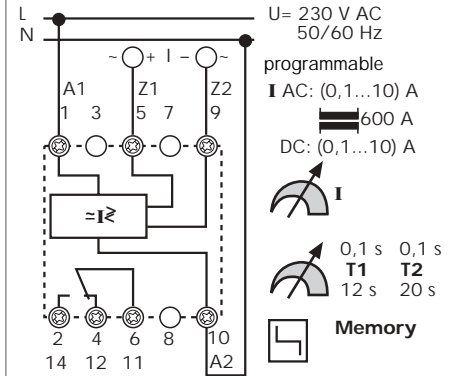 L
N
U= 230 V AC
50/60 Hz
~ + I − ~
programmable
A1 Z1 Z2
1 3 5 7 9
I AC: (0,1...10) A
600 A
DC: (0,1...10) A
I
≂I≷
0,1 s 0,1 s
T1 T2
12 s 20 s
2 4 6 8 10
14 12 11 A2
Memory